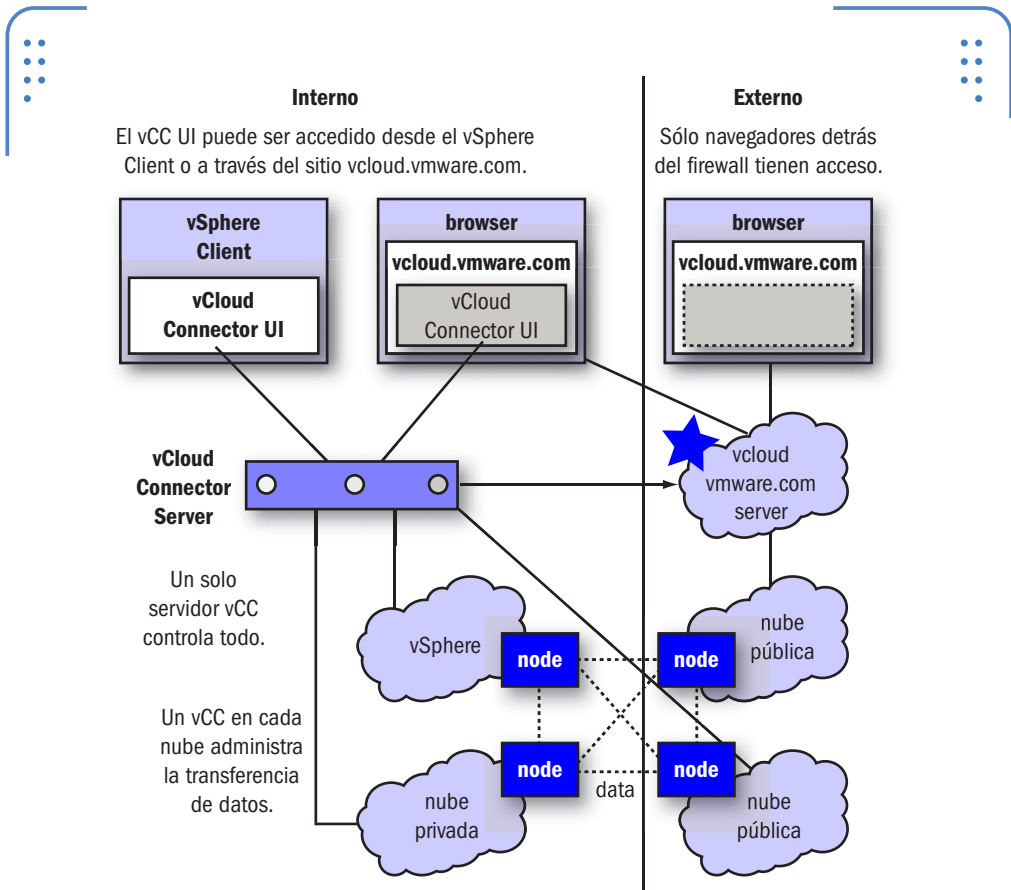 Interno
El vCC UI puede ser accedido desde el vSphere
Client o a través del sitio vcloud.vmware.com.
Externo
Sólo navegadores detrás
del firewall tienen acceso.
vSphere
Client
vCloud
Connector UI
browser
vcloud.vmware.com
vCloud
Connector UI
browser
vcloud.vmware.com
vCloud
Connector
Server
vcloud
vmware.com
server
Un solo
servidor vCC
controla todo.
vSphere
node
node
nube
pública
Un vCC en cada
nube administra
la transferencia
de datos.
nube
privada
node
data
node
nube
pública